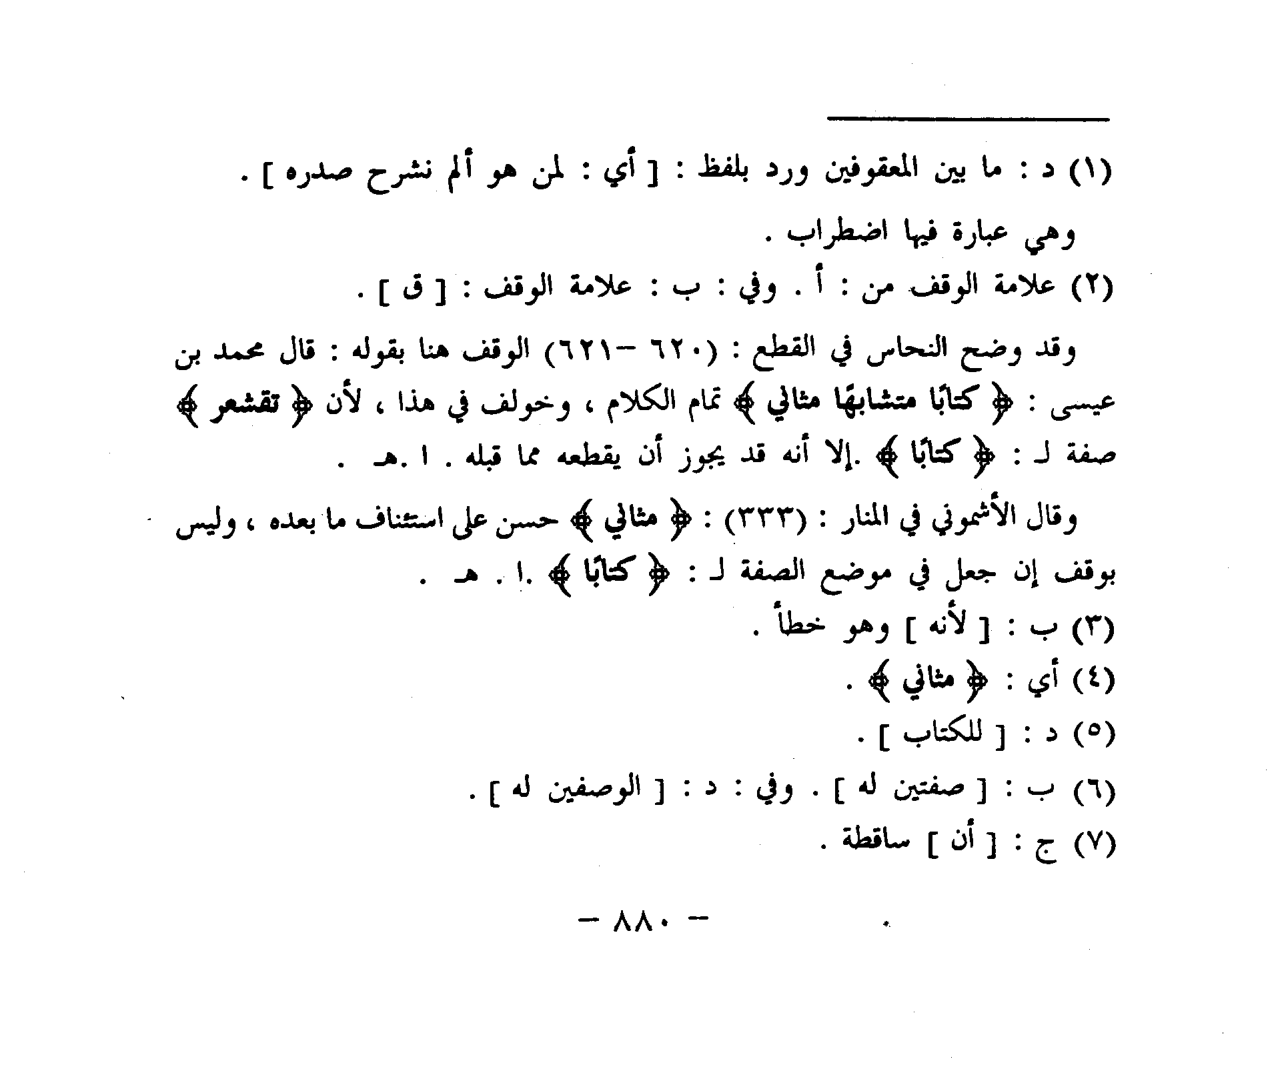 (١) د : ما بين المعقوفين ورد بلفظ : [ أي : لمن هو ألم نشرح صدره ] .
وهي عبارة فيها اضطراب .
(٢) علامة الوقف من : أ . وفي : ب : علامة الوقف : [ ق ] .
وقد وضح النحاس في القطع : (٦٢٠ –٦٢١) الوقف هنا بقوله : قال محمد بن
عيسى : ﴿ كتابًا متشابهًا مثاني ﴾ تمام الكلام ، وخولف في هذا ، لأن ﴿ تقشعر ﴾
صفة لـ : ﴿ كتابًا ﴾ .إلا أنه قد يجوز أن يقطعه مما قبله . ا .هـ .
وقال الأشموني في المنار : (٣٣٣) : ﴿ مثاني ﴾ حسن على استئناف ما بعده ، وليس
بوقف إن جعل في موضع الصفة لـ : ﴿ كتابًا ﴾ .ا . هـ .
(٣) ب : [ لأنه ] وهو خطأ .
(٤) أي : ﴿ مثاني ﴾ .
(٥) د : [ للكتاب ] .
(٦) ب : [ صفتين له ] . وفي : د : [ الوصفين له ] .
(٧) ج : [ أن ] ساقطة .
– ٨٨٠ –